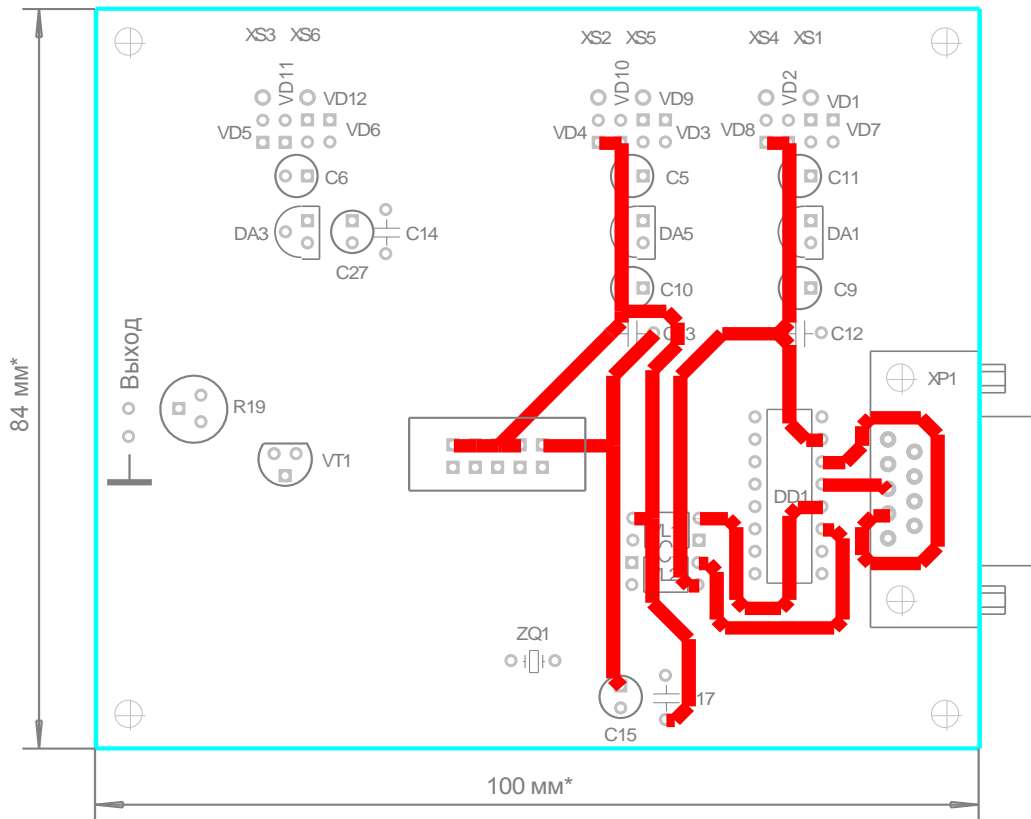 XS3 XS6
XS2 XS5
XS4 XS1
VD11
VD10
VD2
VD12
VD9
VD1
VD5
VD6
VD4
VD3
VD8
VD7
C6
C5
C11
DA3
C14
DA5
DA1
C27
C10
C9
C12
Выход
84 мм*
XP1
R19
VT1
DD1
ZQ1
17
C15
100 мм*